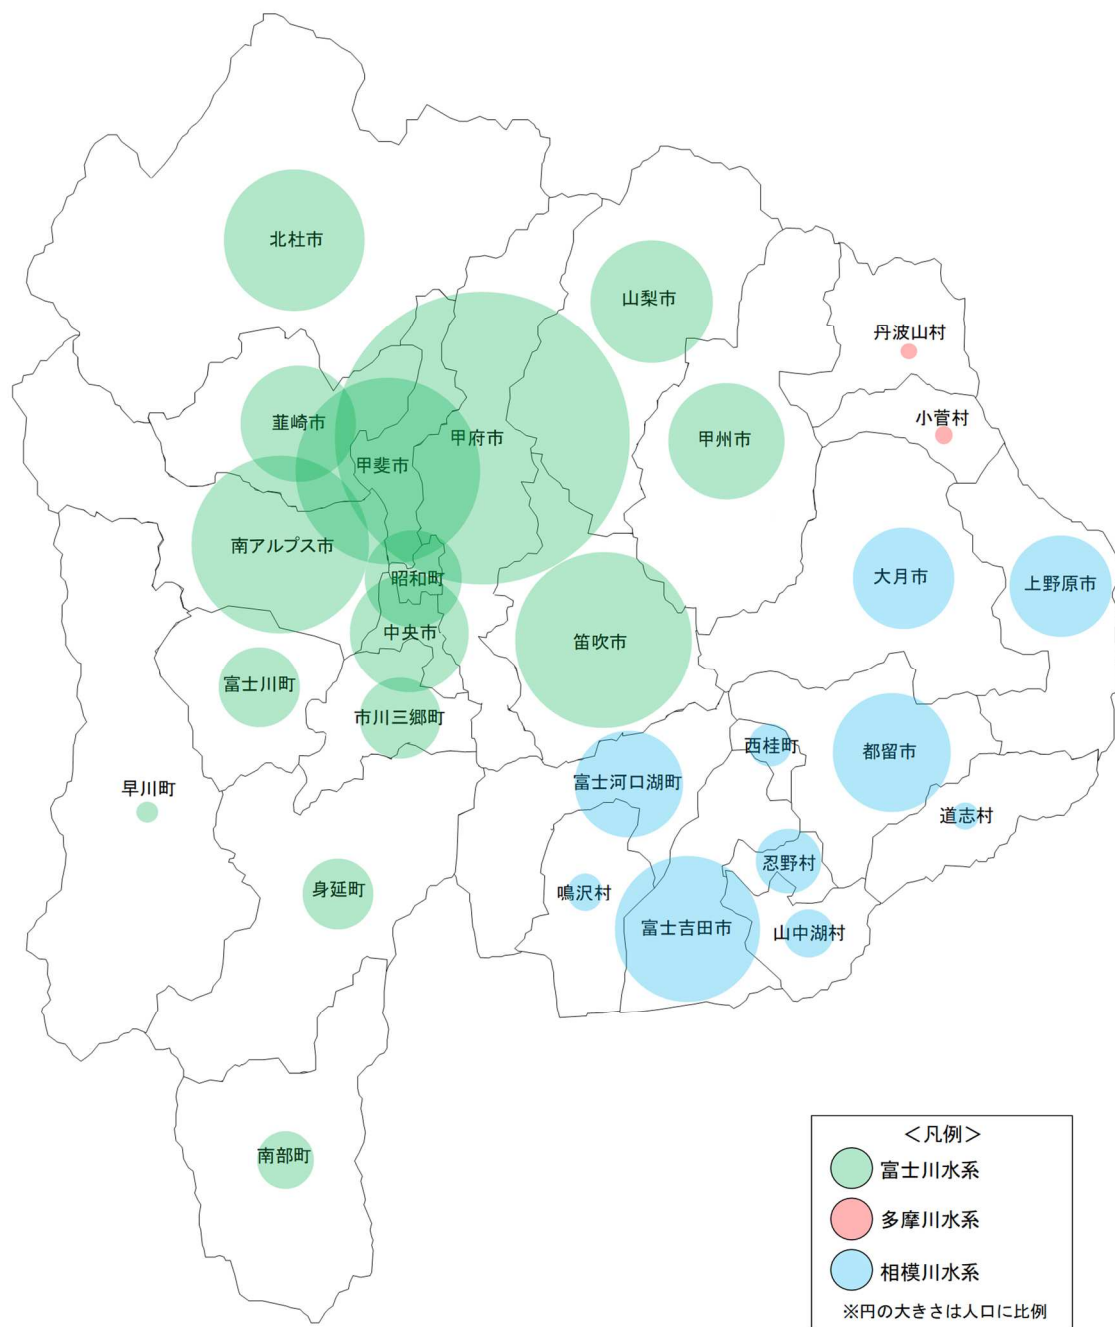 北杜市
山梨市
丹波山村
小菅村
韮崎市
甲府市
甲州市
甲斐市
南アルプス市
昭和町
大月市
上野原市
中央市
笛吹市
富士川町
市川三郷町
西桂町
都留市
富士河口湖町
早川町
道志村
忍野村
身延町
鳴沢村
富士吉田市
山中湖村
南部町
＜凡例＞
富士川水系
多摩川水系
相模川水系
※円の大きさは人口に比例